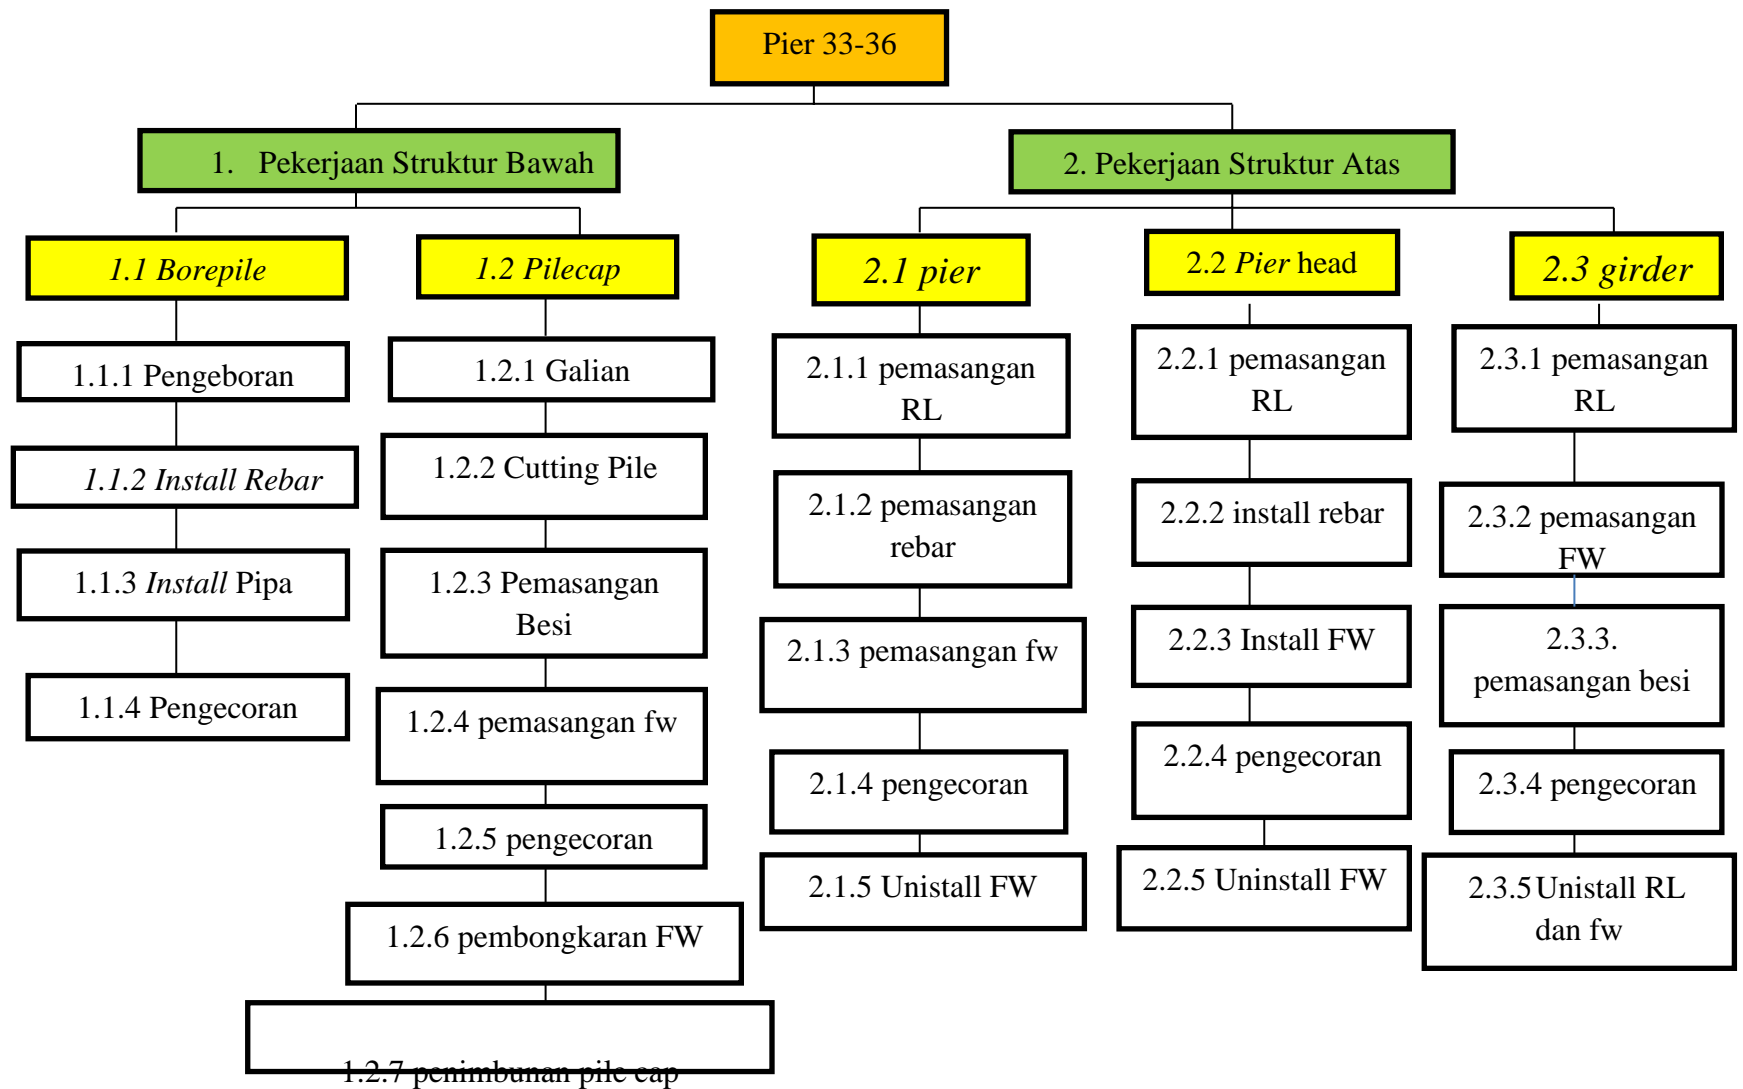 Pier 33-36
1. Pekerjaan Struktur Bawah
2. Pekerjaan Struktur Atas
1.1 Borepile
1.2 Pilecap
2.1 pier
2.2 Pier head
2.3 girder
1.1.1 Pengeboran
1.1.2 Install Rebar
1.1.3 Install Pipa
1.1.4 Pengecoran
1.2.1 Galian
1.2.2 Cutting Pile
1.2.3 Pemasangan
Besi
1.2.4 pemasangan fw
1.2.5 pengecoran
1.2.6 pembongkaran FW
1.2.7 penimbunan pile cap
2.1.1 pemasangan
RL
2.1.2 pemasangan
rebar
2.1.3 pemasangan fw
2.1.4 pengecoran
2.1.5 Unistall FW
2.2.1 pemasangan
RL
2.2.2 install rebar
2.2.3 Install FW
2.2.4 pengecoran
2.2.5 Uninstall FW
2.3.1 pemasangan
RL
2.3.2 pemasangan
FW
2.3.3.
pemasangan besi
2.3.4 pengecoran
2.3.5 Unistall RL
dan fw